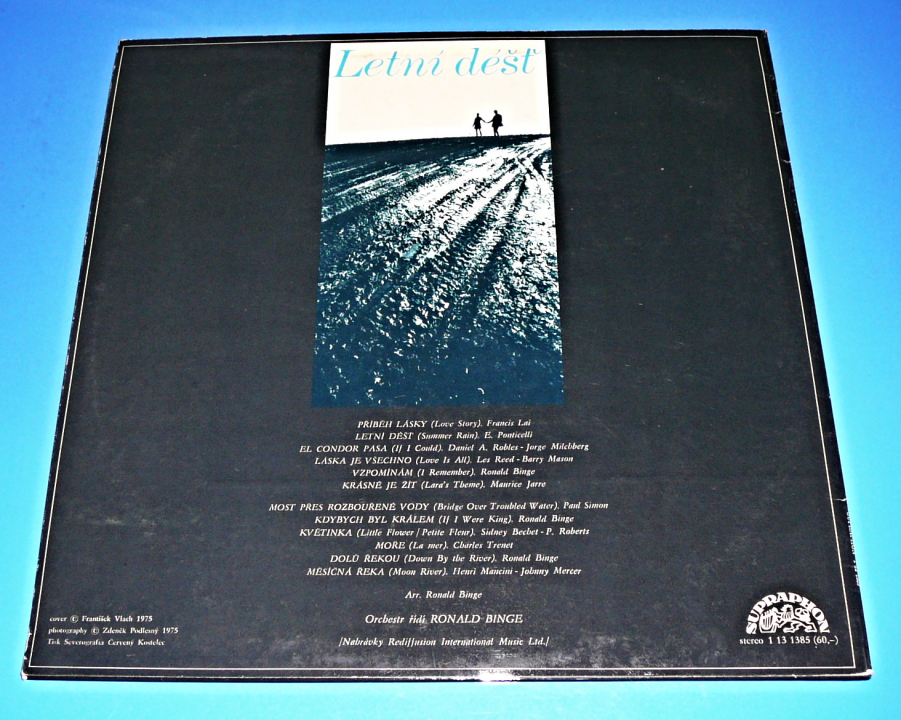 Letní déšť
PŘÍBĚH LÁSKY (Love Story). Francis Lai
LETNÍ DÉŠŤ (Summer Rain). E. Ponticelli
EL CONDOR PASA (If I Could). Daniel A. Robles - Jorge Milchberg
LÁSKA JE VŠECHNO (Love Is All). Les Reed - Barry Mason
VZPOMÍNÁM (I Remember). Ronald Binge
KRÁSNÉ JE ŽÍT (Lara's Theme). Maurice Jarre
MOST PŘES ROZBOUŘENÉ VODY (Bridge Over Troubled Water). Paul Simon
KDYBYCH BYL KRÁLEM (If I Were King). Ronald Binge
KVĚTINKA (Little Flower / Petite Fleur). Sidney Bechet - P. Roberts
MOŘE (La mer). Charles Trenet
DOLŮ ŘEKOU (Down By the River). Ronald Binge
MĚSÍČNÁ ŘEKA (Moon River). Henri Mancini - Johnny Mercer
Arr. Ronald Binge
Orchestr řídí RONALD BINGE
/Nahrávky Rediffusion International Music Ltd./
cover © František Vlach 1975
photography © Zdeněk Podlesný 1975
Tisk Severografia Červený Kostelec
SUPRAPHON
stereo 1 13 1385 (60,-)